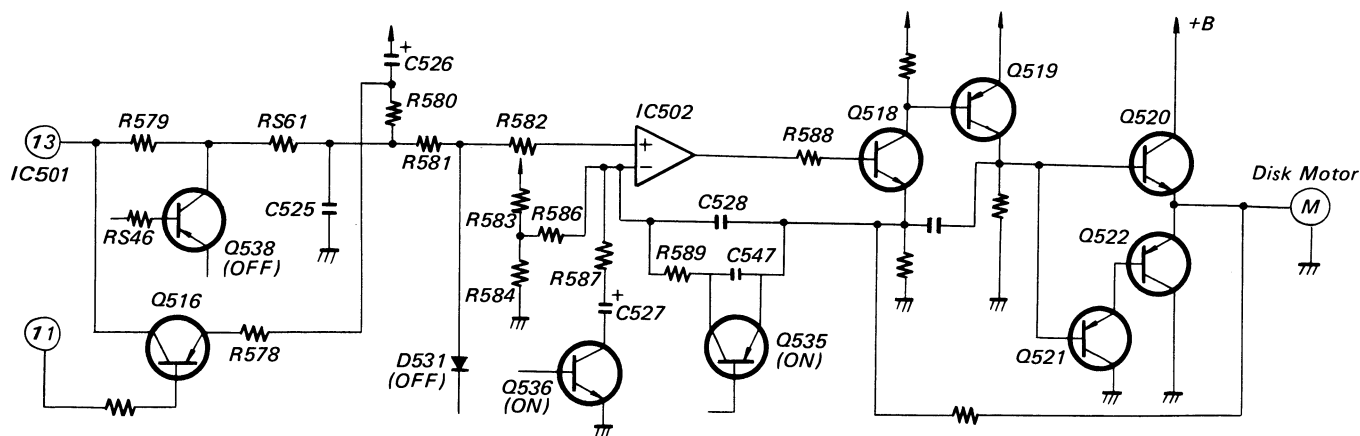 +
C526
R580
R579
RS61
13
IC501
R581
R582
IC502
+
−
R588
Q518
Q519
+B
Q520
Disk Motor
M
C525
RS46
Q538
(OFF)
R583
R586
C528
R589
C547
R584
R587
+
C527
Q522
Q521
Q516
11
R578
D531
(OFF)
Q536
(ON)
Q535
(ON)